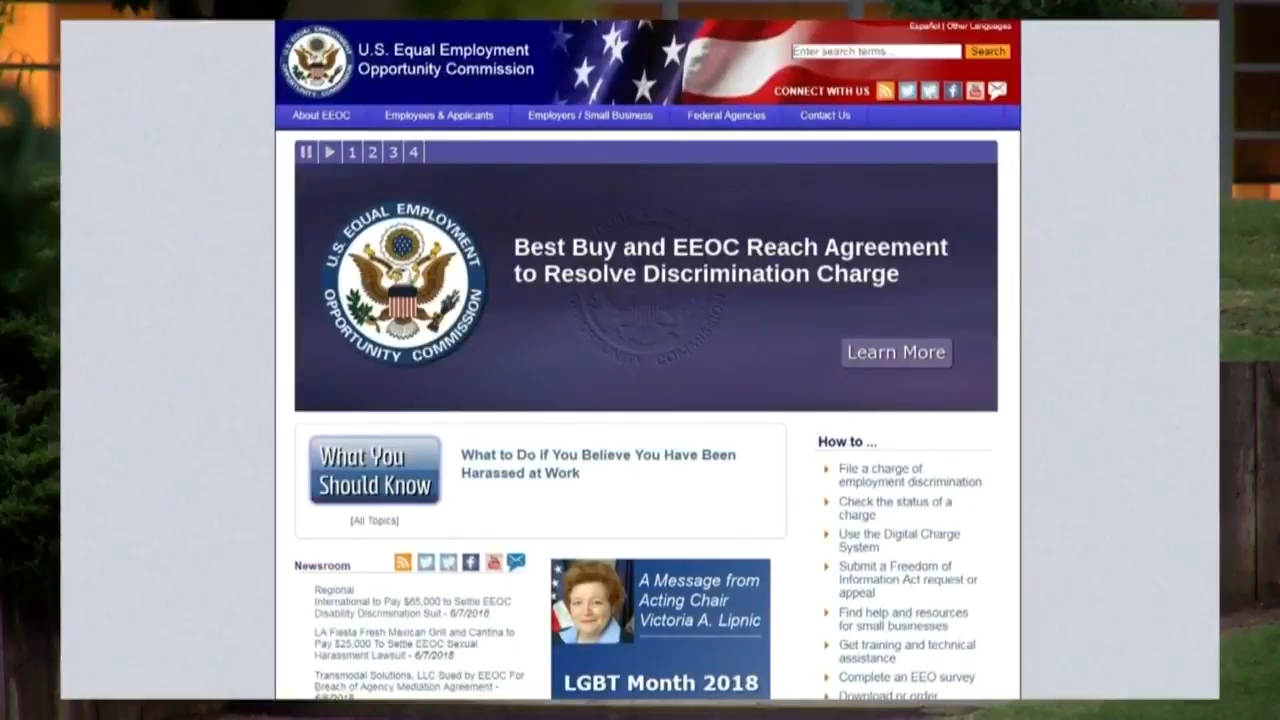 Español | Other Languages
U.S. Equal Employment
Opportunity Commission
Enter search terms...
Search
CONNECT WITH US
About EEOC
Employees & Applicants
Employers / Small Business
Federal Agencies
Contact Us
1 2 3 4
U.S. EQUAL EMPLOYMENT
OPPORTUNITY COMMISSION
Best Buy and EEOC Reach Agreement
to Resolve Discrimination Charge
Learn More
What You
Should Know
[All Topics]
What to Do if You Believe You Have Been
Harassed at Work
How to ...
File a charge of
employment discrimination
Check the status of a
charge
Use the Digital Charge
System
Submit a Freedom of
Information Act request or
appeal
Find help and resources
for small businesses
Get training and technical
assistance
Complete an EEO survey
Download or order
Newsroom
Regional
International to Pay $65,000 to Settle EEOC
Disability Discrimination Suit - 6/7/2018
LA Fiesta Fresh Mexican Grill and Cantina to
Pay $25,000 To Settle EEOC Sexual
Harassment Lawsuit - 6/7/2018
Transmodal Solutions, LLC Sued by EEOC For
Breach of Agency Mediation Agreement -
A Message from
Acting Chair
Victoria A. Lipnic
LGBT Month 2018